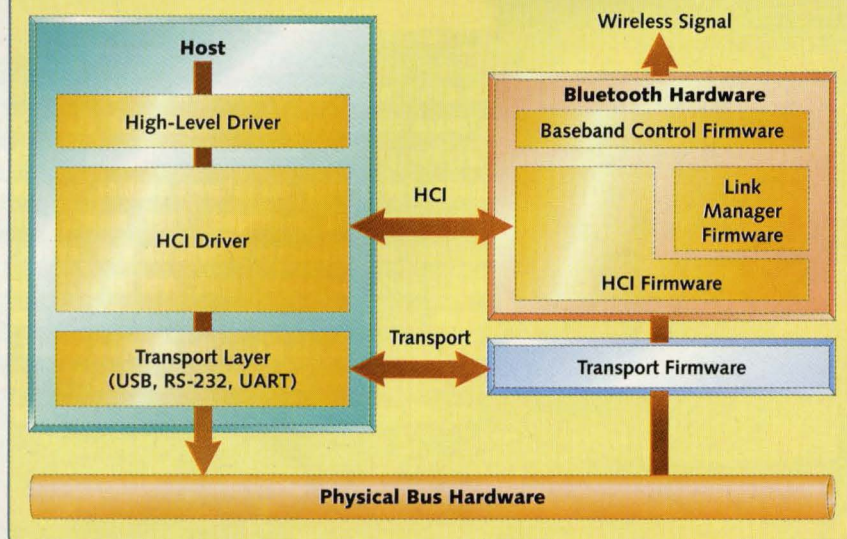 Wireless Signal
Host
Bluetooth Hardware
High-Level Driver
Baseband Control Firmware
HCI
Link
Manager
Firmware
HCI Driver
HCI Firmware
Transport
Transport Layer
(USB, RS-232, UART)
Transport Firmware
Physical Bus Hardware